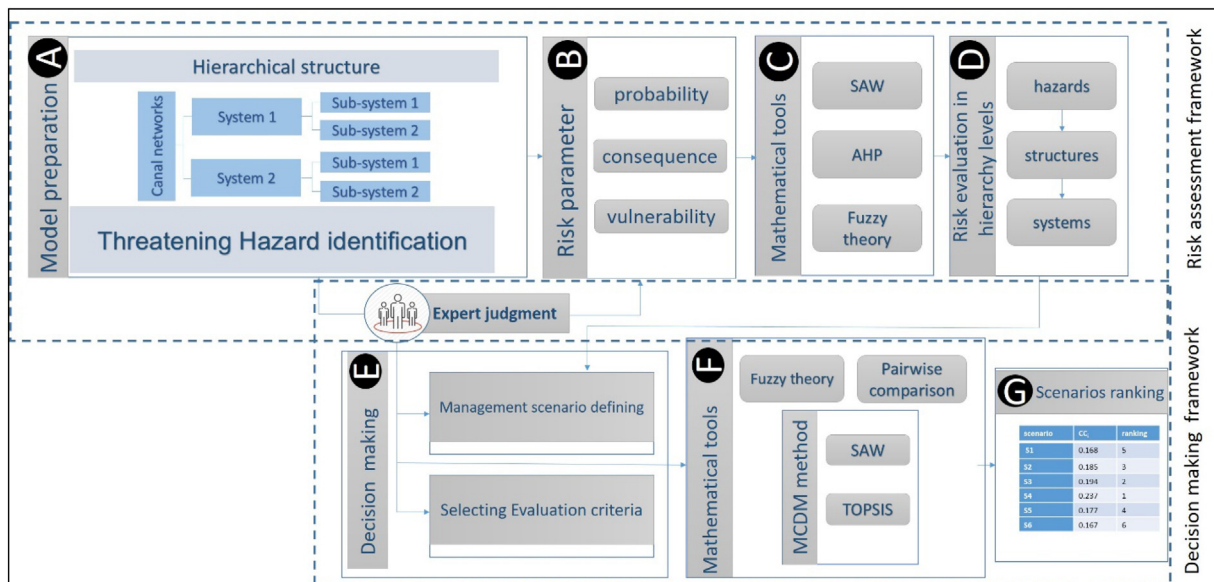 A
Model preparation
Hierarchical structure
Canal networks
System 1
Sub-system 1
Sub-system 2
System 2
Sub-system 1
Sub-system 2
Threatening Hazard identification
B
Risk parameter
probability
consequence
vulnerability
C
Mathematical tools
SAW
AHP
Fuzzy
theory
D
Risk evaluation in
hierarchy levels
hazards
structures
systems
Risk assessment framework
Expert judgment
E
Decision making
Management scenario defining
Selecting Evaluation criteria
F
Mathematical tools
Fuzzy theory
Pairwise
comparison
MCDM method
SAW
TOPSIS
G
Scenarios ranking
scenario CCi ranking
S1 0.168 5
S2 0.185 3
S3 0.194 2
S4 0.237 1
S5 0.177 4
S6 0.167 6
Decision making framework